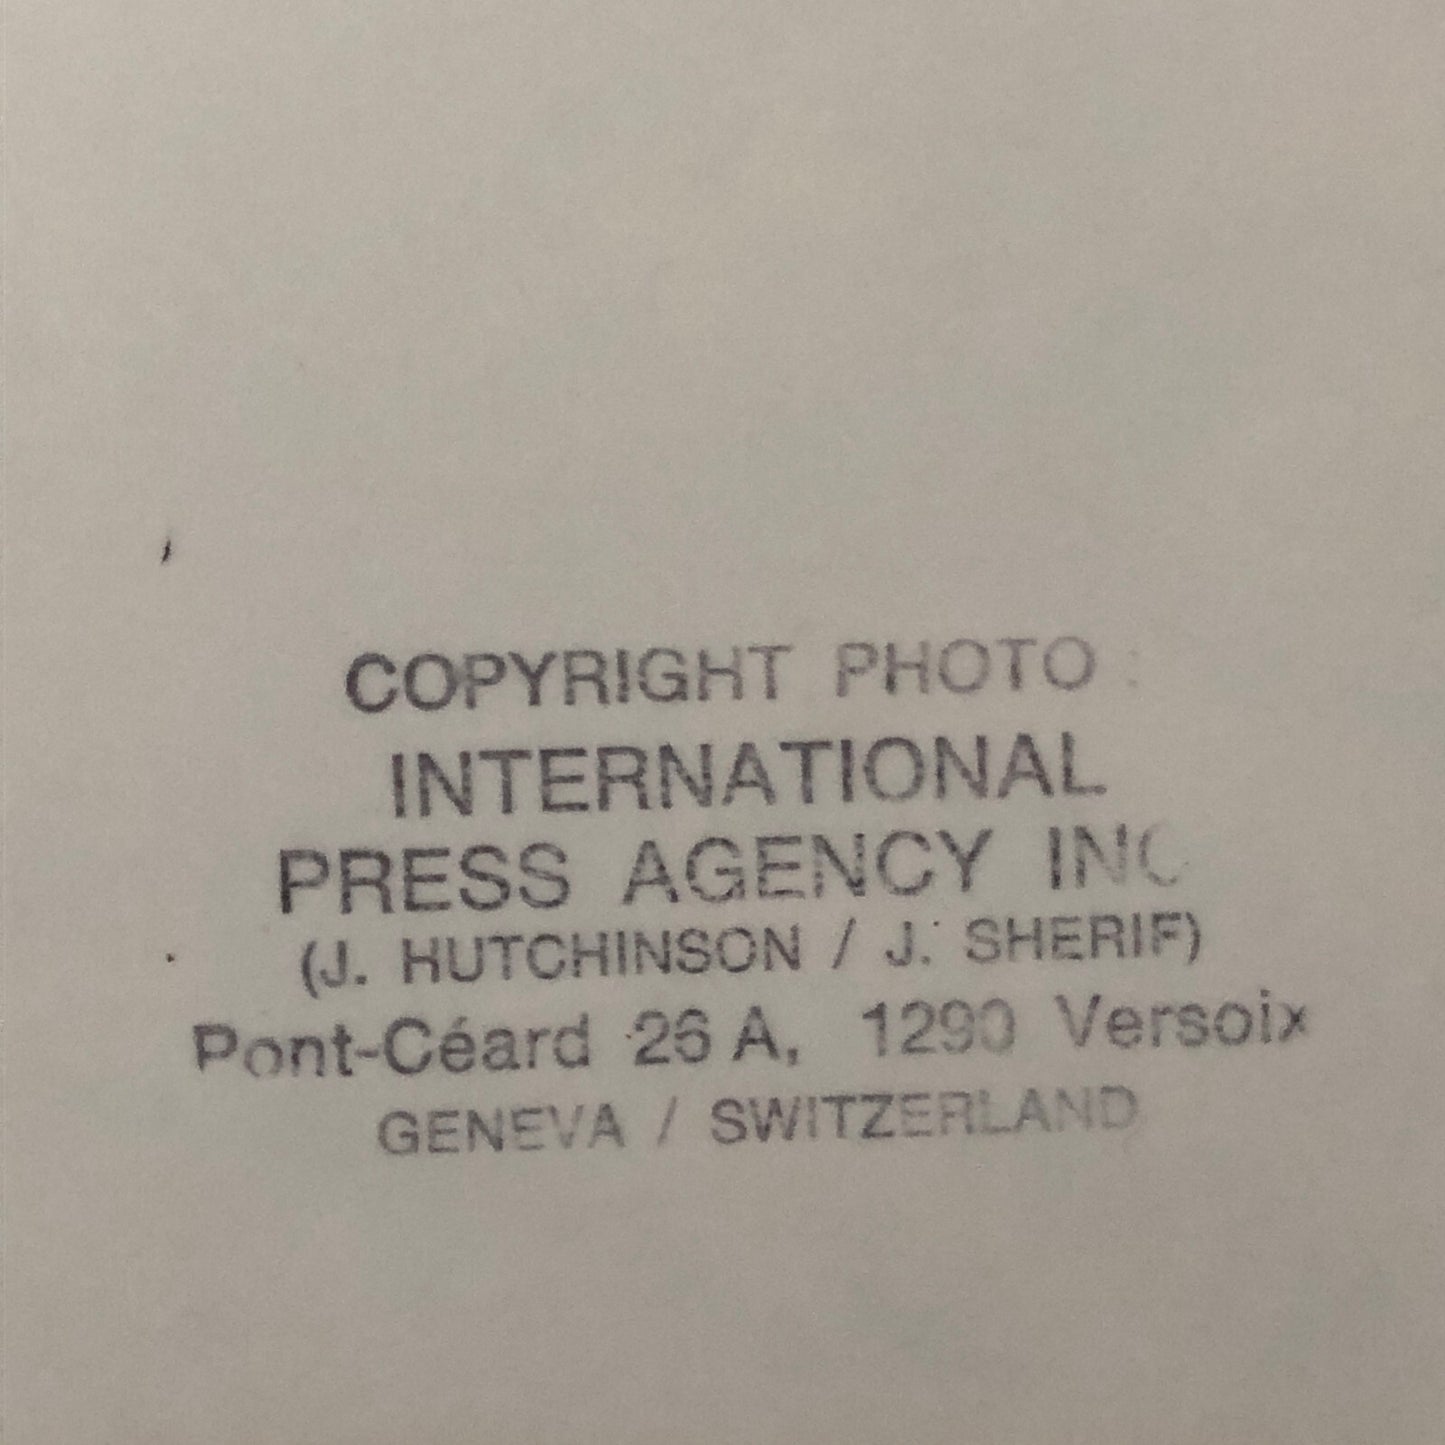 COPYRIGHT PHOTO :
INTERNATIONAL
PRESS AGENCY INC
(J. HUTCHINSON / J. SHERIF)
Pont-Céard 26 A, 1290 Versoix
GENEVA / SWITZERLAND